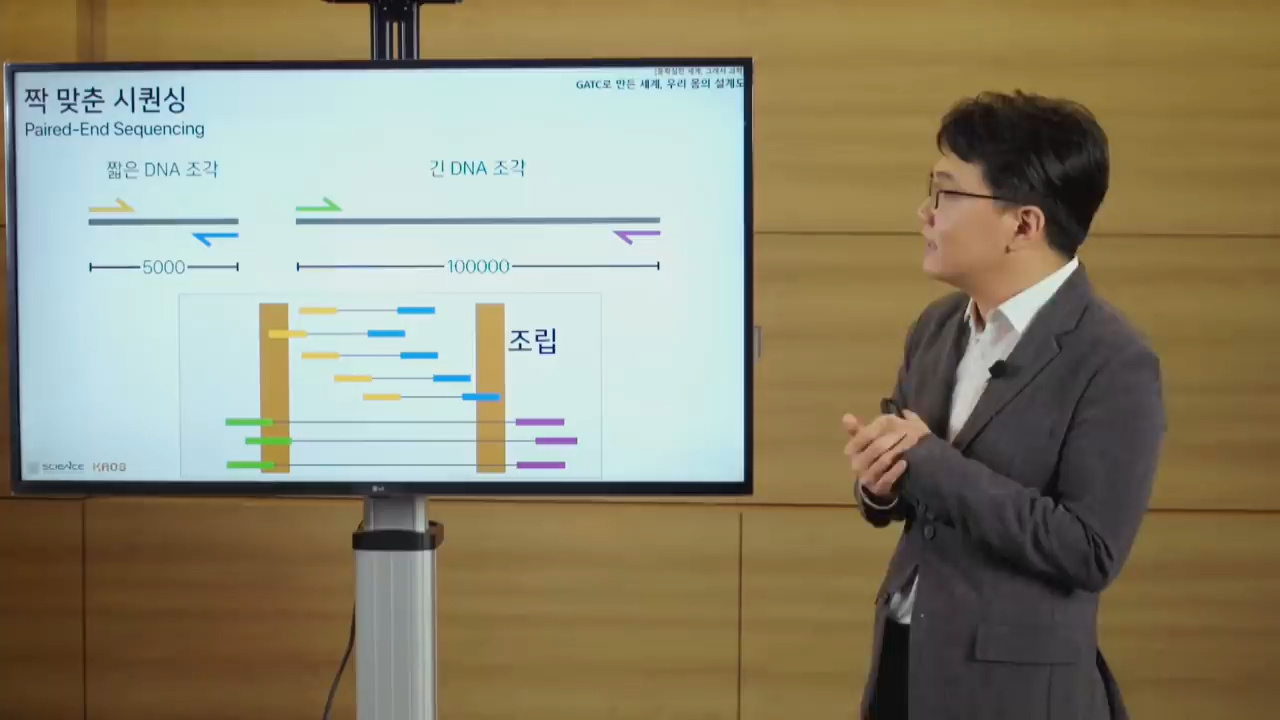 GATC로 만든 세계, 우리 몸의 설계도
짝 맞춘 시퀀싱
Paired-End Sequencing
짧은 DNA 조각
긴 DNA 조각
5000
100000
조립
SCIENCE KAOS
LG